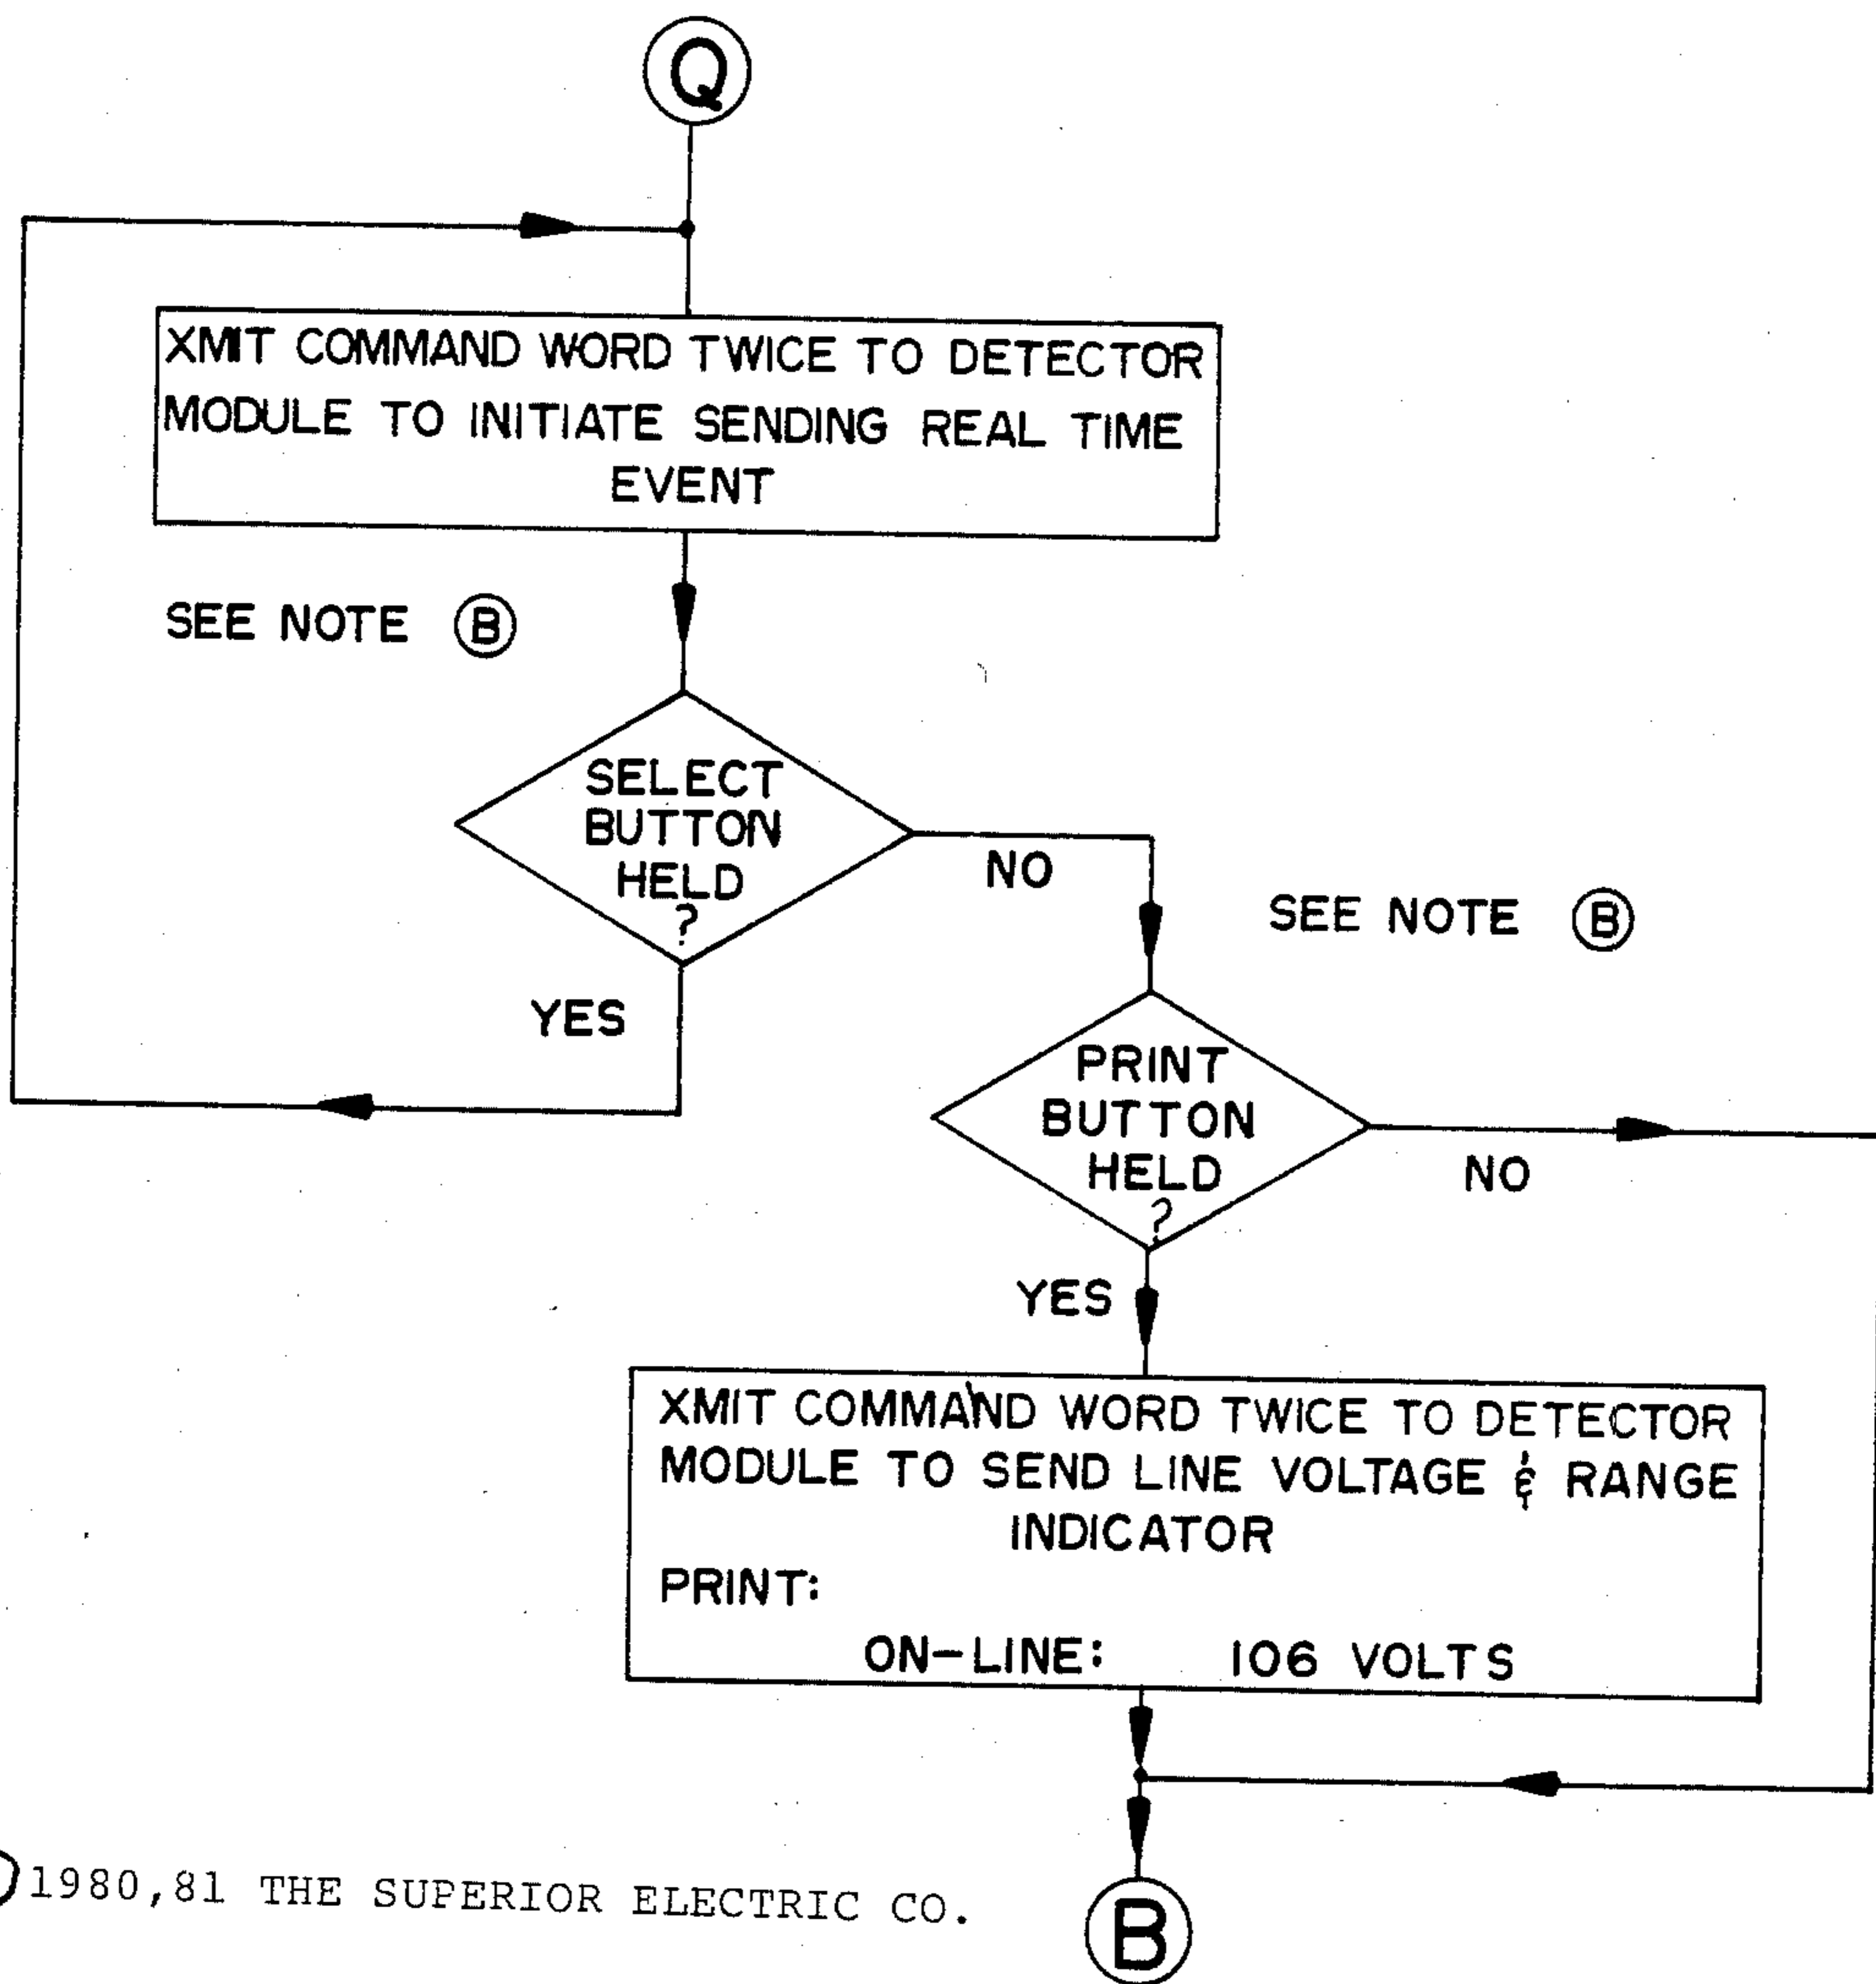 Q
XMIT COMMAND WORD TWICE TO DETECTOR
MODULE TO INITIATE SENDING REAL TIME
EVENT
SEE NOTE Ⓑ
SELECT
BUTTON
HELD
?
NO
YES
SEE NOTE Ⓑ
PRINT
BUTTON
HELD
?
NO
YES
XMIT COMMAND WORD TWICE TO DETECTOR
MODULE TO SEND LINE VOLTAGE & RANGE
INDICATOR
PRINT:
ON-LINE: 106 VOLTS
1980,81 THE SUPERIOR ELECTRIC CO.
B